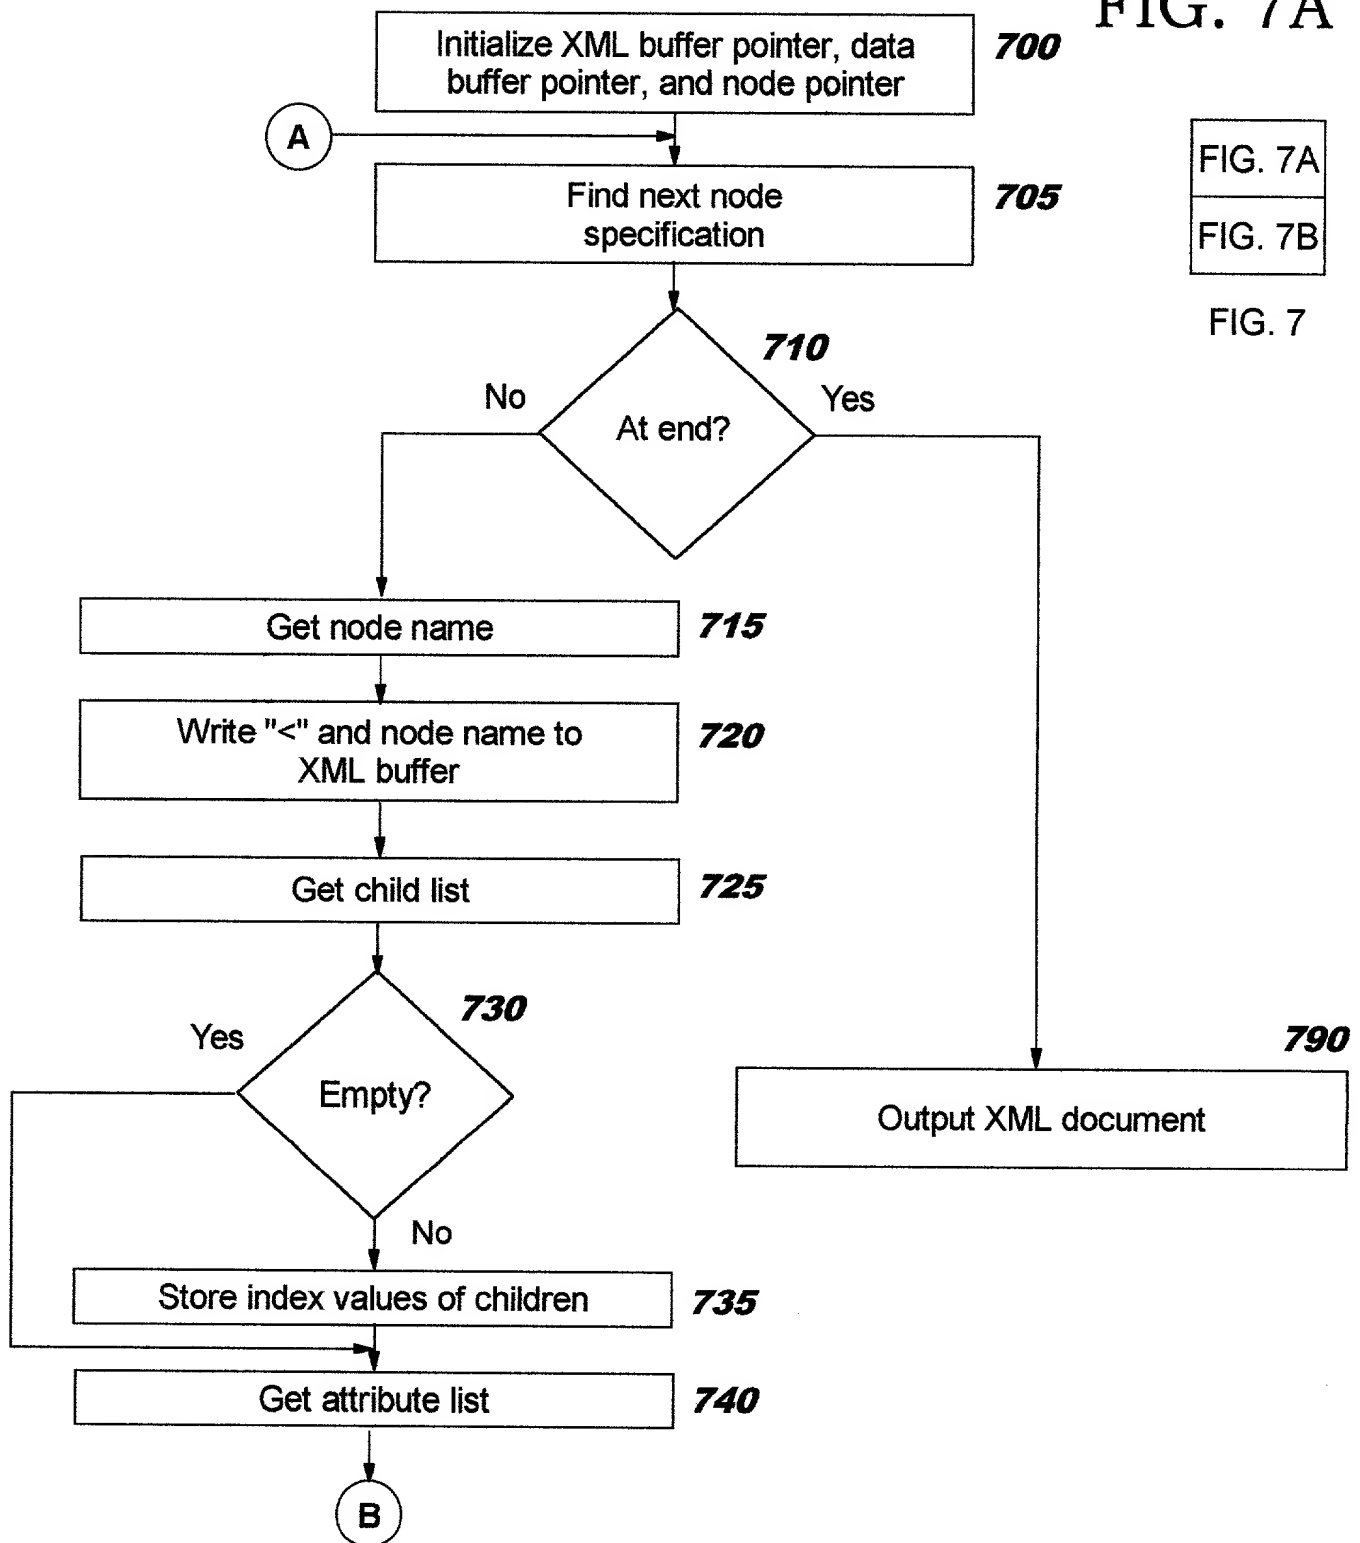 FIG. 7A
Initialize XML buffer pointer, data
buffer pointer, and node pointer
700
A
Find next node
specification
705
FIG. 7A
FIG. 7B
FIG. 7
710
No
Yes
At end?
Get node name
715
Write "<" and node name to
XML buffer
720
Get child list
725
730
Yes
Empty?
No
790
Output XML document
Store index values of children
735
Get attribute list
740
B